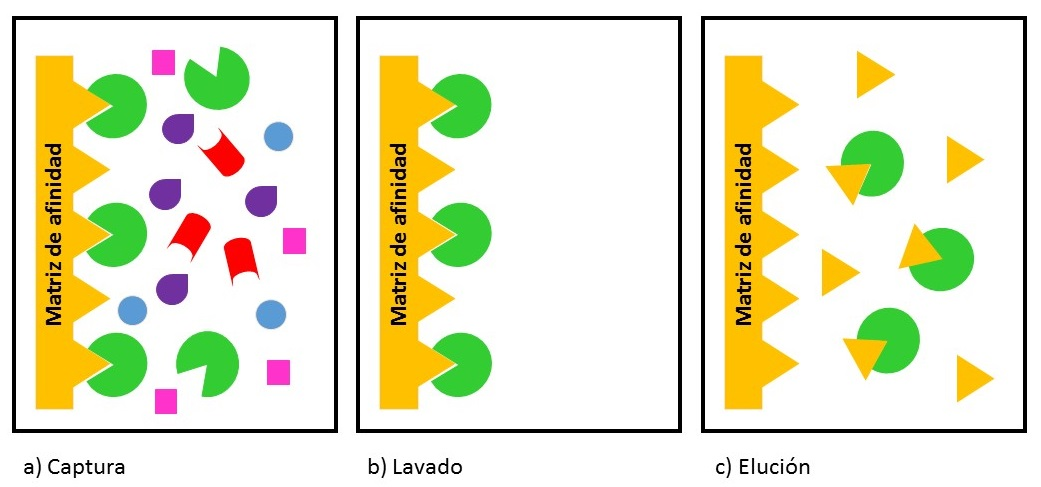 Matriz de afinidad
Matriz de afinidad
Matriz de afinidad
a) Captura
b) Lavado
c) Elución